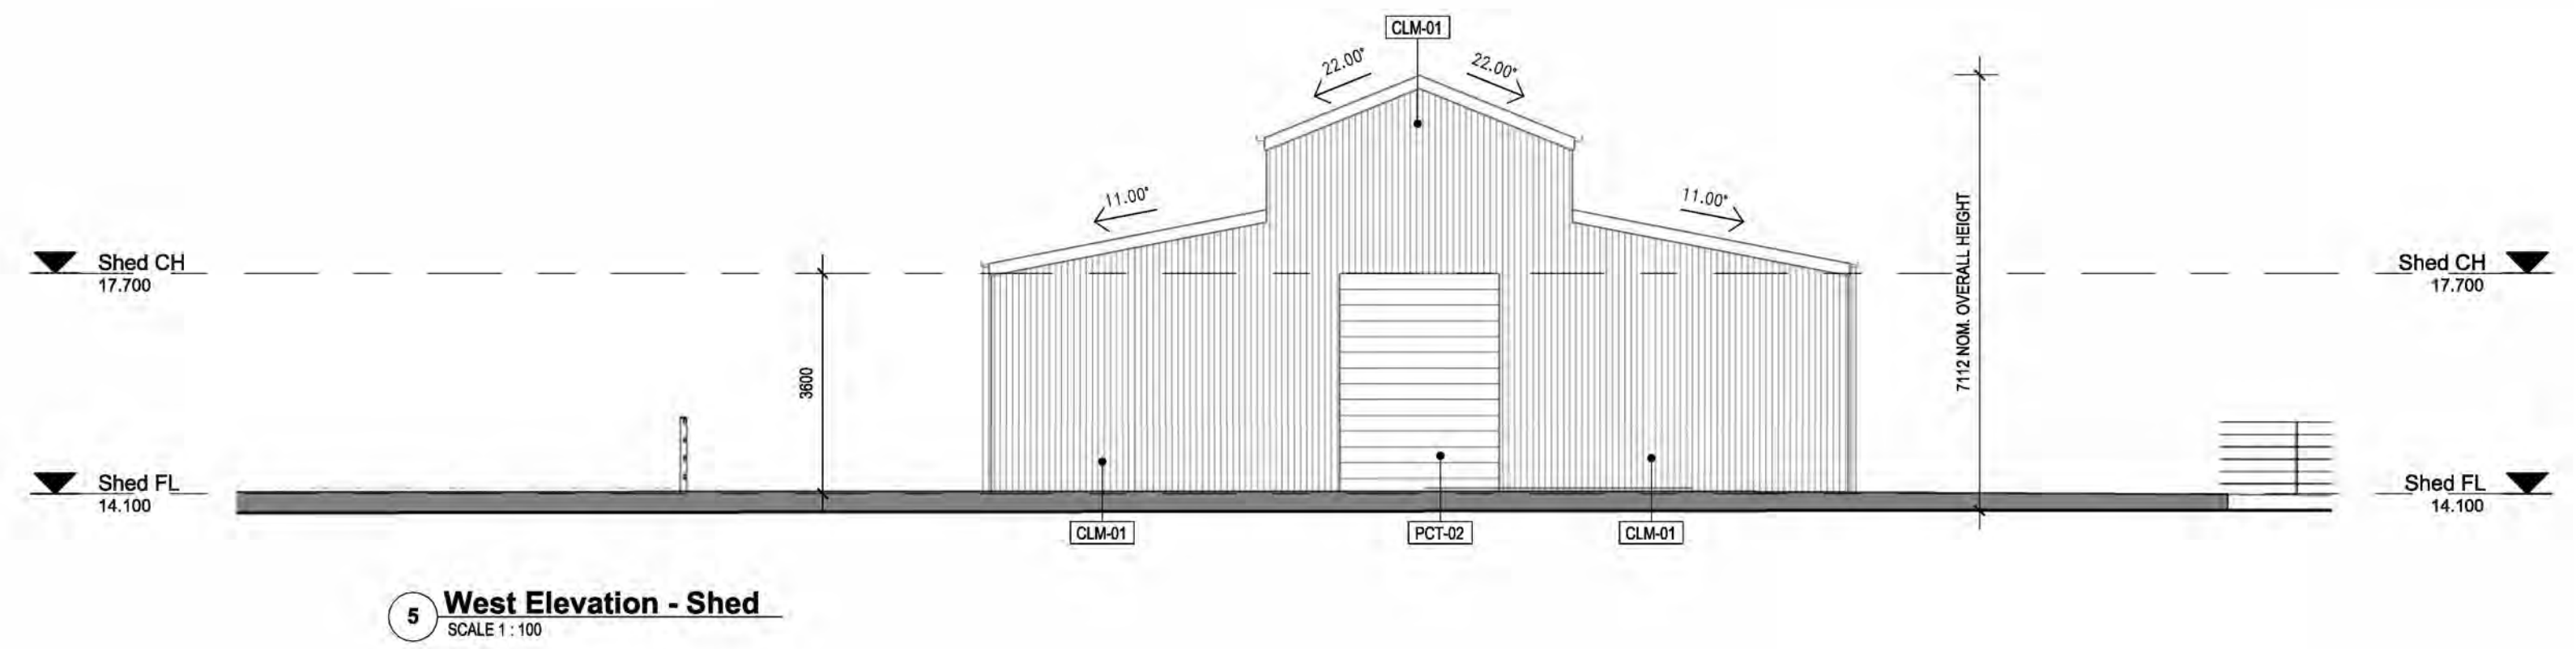 CLM-01
22.00°
22.00°
11.00°
11.00°
Shed CH
17.700
Shed CH
17.700
3600
7112 NOM. OVERALL HEIGHT
Shed FL
14.100
Shed FL
14.100
CLM-01
PCT-02
CLM-01
5
West Elevation - Shed
SCALE 1 : 100